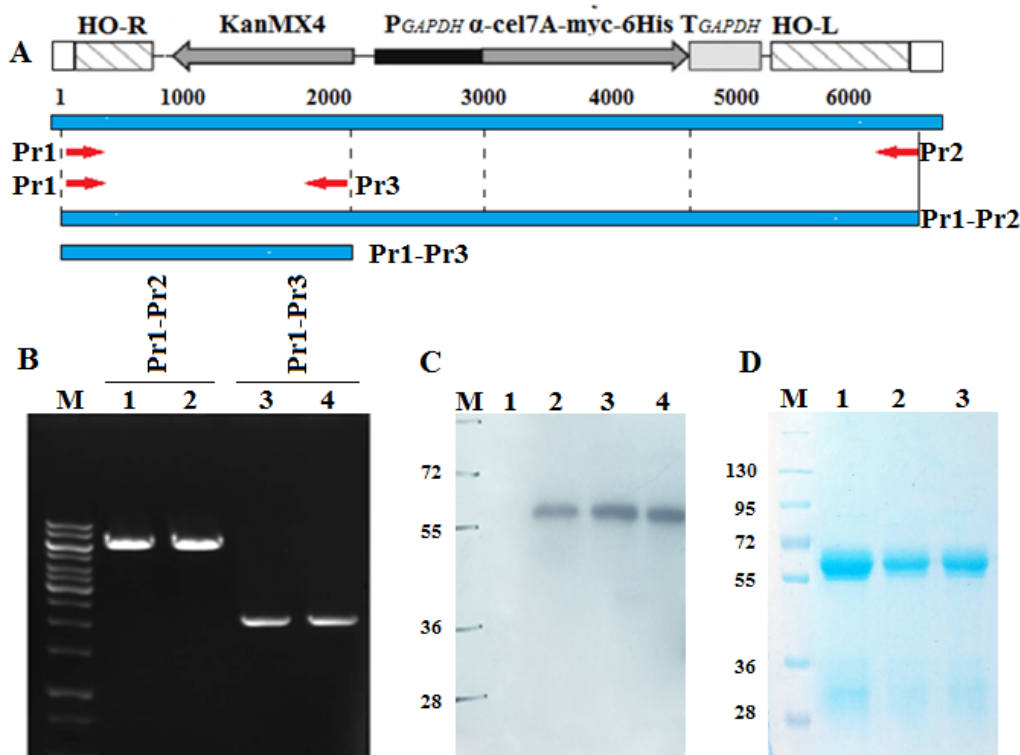 HO-R KanMX4 PGAPDH α-cel7A-myc-6His TGAPDH HO-L
A
1 1000 2000 3000 4000 5000 6000
Pr1 Pr2
Pr1 Pr3
Pr1-Pr2
Pr1-Pr3
Pr1-Pr2
Pr1-Pr3
B
M 1 2 3 4
C
M 1 2 3 4
72
55
36
28
D
M 1 2 3
130
95
72
55
36
28